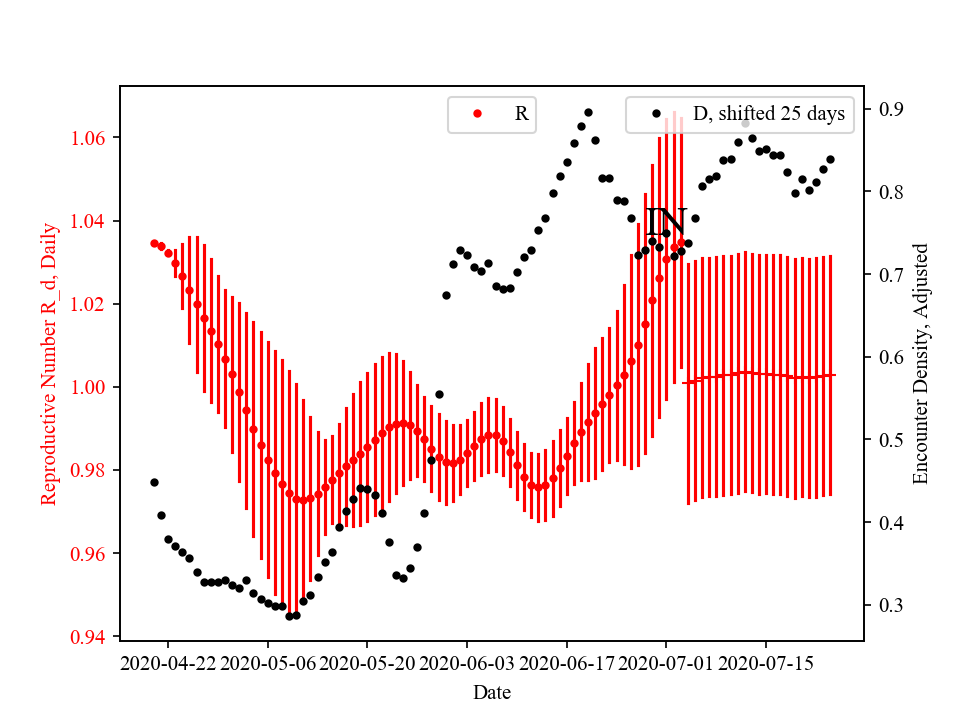 R
D, shifted 25 days
IN
Reproductive Number R_d, Daily
1.06
1.04
1.02
1.00
0.98
0.96
0.94
0.9
0.8
0.7
0.6
0.5
0.4
0.3
Encounter Density, Adjusted
2020-04-22 2020-05-06 2020-05-20 2020-06-03 2020-06-17 2020-07-01 2020-07-15
Date